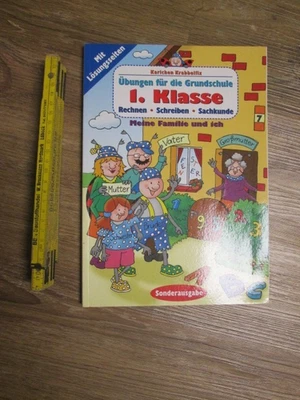 Mit
Lösungsseiten
Karlchen Krabbelfix
Übungen für die Grundschule
1. Klasse
Rechnen • Schreiben • Sachkunde
Meine Familie und ich
7
Vater
Großmutter
Mutter
Sonderausgabe